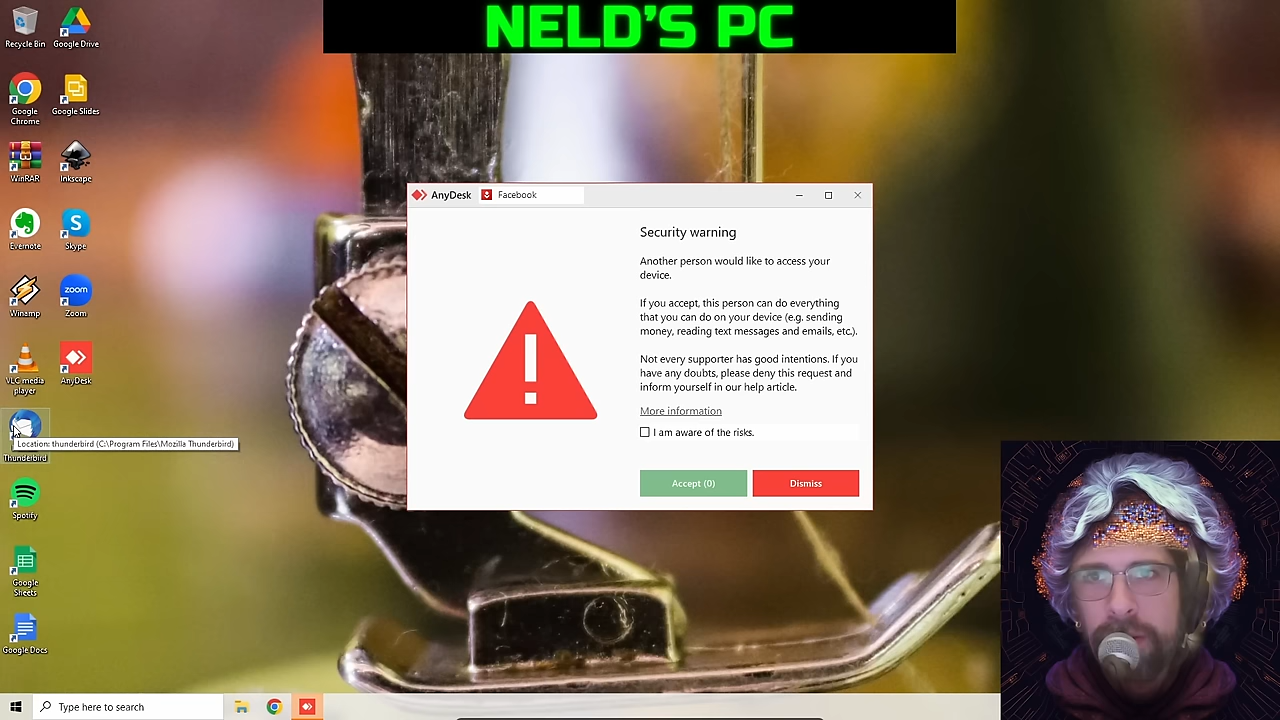 NELD'S PC
Recycle Bin
Google Drive
Google
Chrome
Google Slides
WinRAR
Inkscape
Evernote
Skype
Winamp
zoom
Zoom
VLC media
player
AnyDesk
Location: thunderbird (C:\Program Files\Mozilla Thunderbird)
Thunderbird
Spotify
Google
Sheets
Google Docs
AnyDesk
Facebook
Security warning
Another person would like to access your
device.
If you accept, this person can do everything
that you can do on your device (e.g. sending
money, reading text messages and emails, etc.).
Not every supporter has good intentions. If you
have any doubts, please deny this request and
inform yourself in our help article.
More information
I am aware of the risks.
Accept (0)
Dismiss
Type here to search